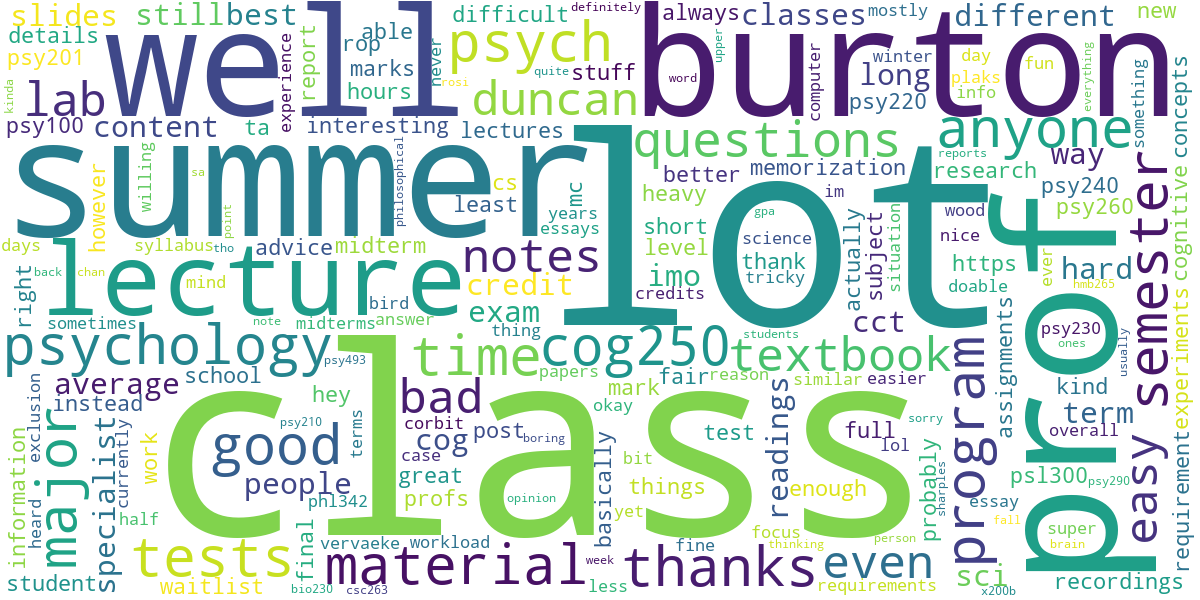 slides
still
best
difficult
definitely
always
classes
mostly
different
new
details
well
able
psych
burton
psy201
rop
report
never
marks
hours
experience
quite
stuff
word
upper
computer
winter
long
psy220
day
plaks
info
fun
everything
kinda
rosi
lab
duncan
psy100
content
ta
interesting
lectures
questions
anyone
something
concepts
summer
lot
prof
philosophical
willing
sa
point
tho
however
cs
least
mc
years
essays
better
memorization
heavy
im
short
level
gpa
science
thank
tricky
actually
subject
situation
reports
research
way
psy240
psy260
wood
nice
ever
semester
cognitive
days
syllabus
advice
midterm
notes
imo
credit
credits
https
doable
hard
hmb265
back
chan
mind
right
lecture
bird
answer
exam
thing
sometimes
note
midterms
cct
students
psy230
ones
usually
experiments
psychology
psy493
time
cog250
textbook
program
assignments
kind
term
overall
easy
requirement
average
school
hey
class
papers
mark
fair
reason
similar
easier
okay
bad
corbit
cog
post
case
boring
instead
exclusion
major
specialist
currently
work
psy210
good
terms
people
great
profs
phl342
opinion
basically
test
bit
things
yet
readings
enough
full
lol
sorry
sharples
probably
psl300
psy290
essay
super
fall
brain
information
heard
half
final
tests
vervaeke
workload
fine
focus
thinking
person
student
waitlist
bio230
csc263
material
week
less
thanks
even
requirements
sci
x200b
recordings